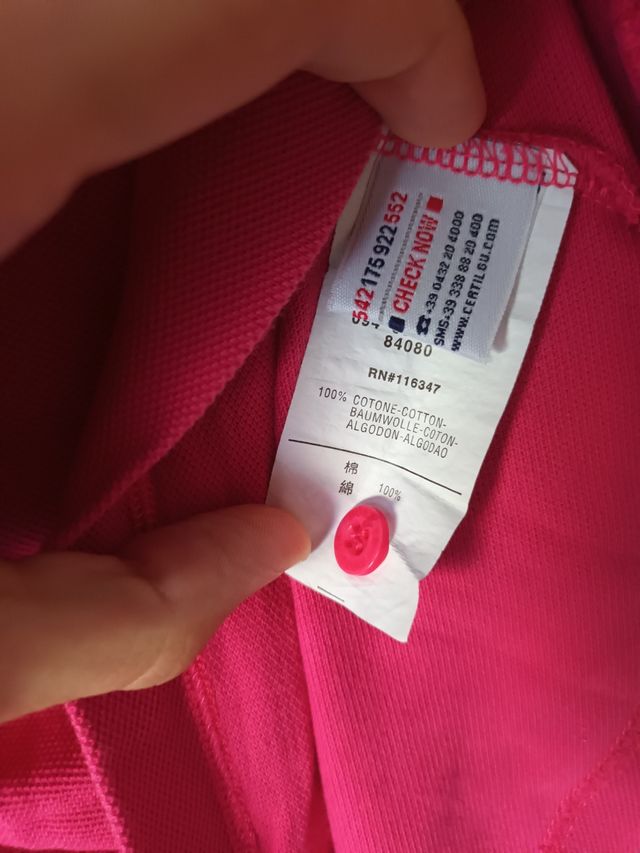 542175922552
CHECK NOW
☎+39 0432 20 4000
SMS+39 338 88 20 400
www.CERTILGU.com
84080
RN#116347
100% COTONE-COTTON-
BAUMWOLLE-COTON-
ALGODON-ALGODAO
棉
綿 100%